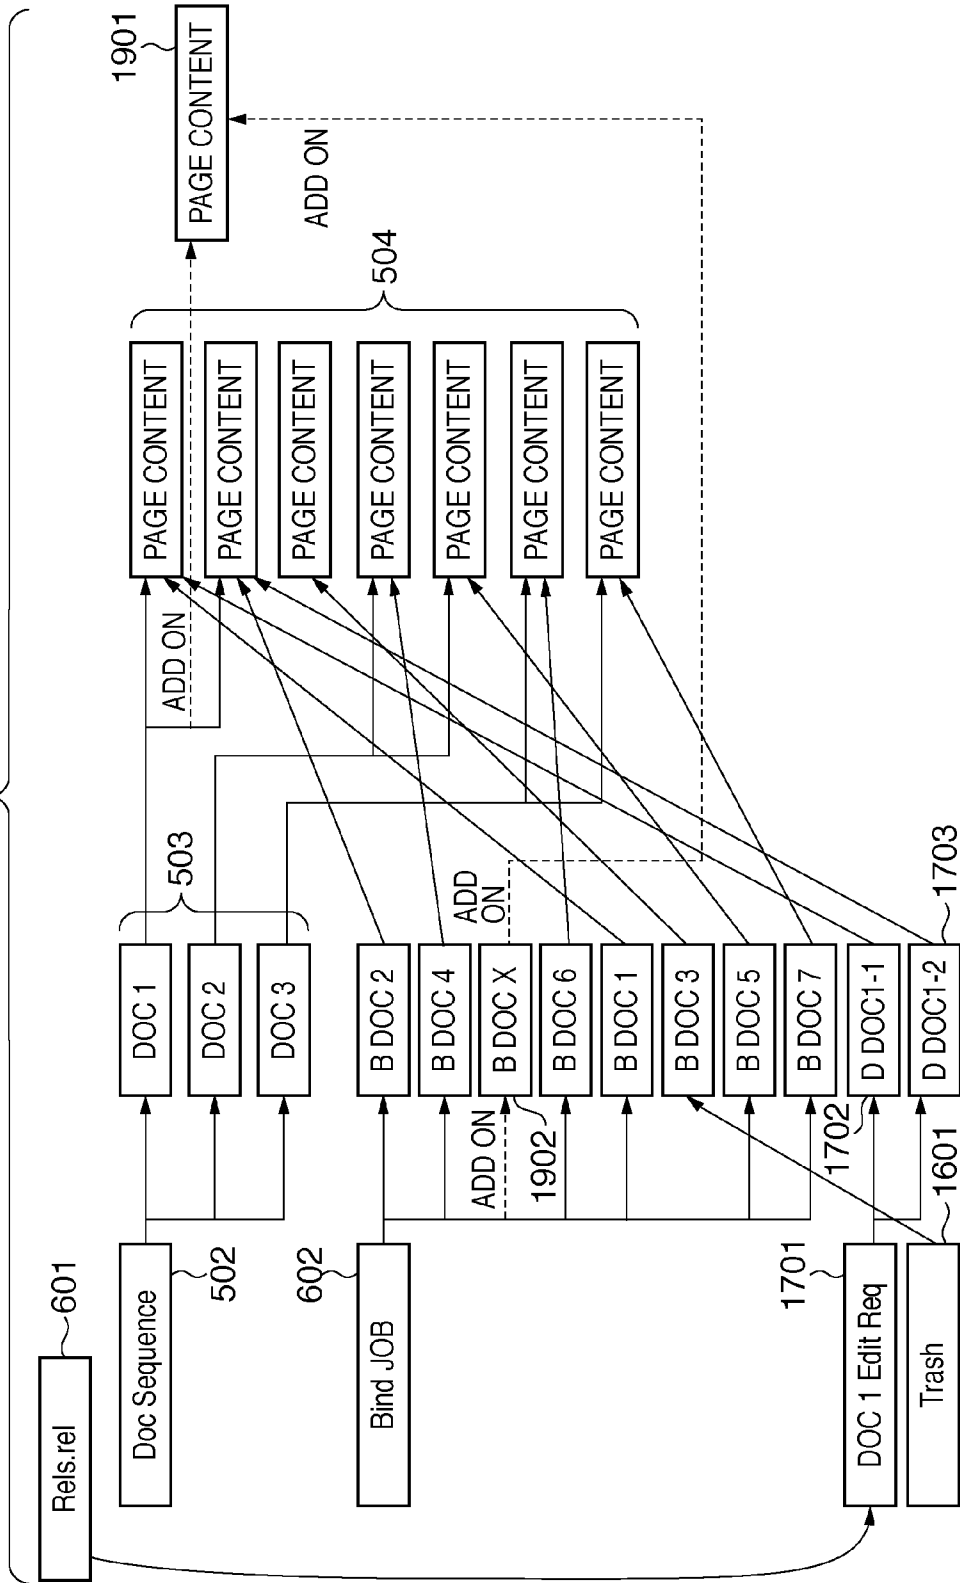 Rels.rel
601
Doc Sequence
502
DOC 1
DOC 2
DOC 3
503
ADD ON
PAGE CONTENT
PAGE CONTENT
PAGE CONTENT
PAGE CONTENT
PAGE CONTENT
PAGE CONTENT
PAGE CONTENT
504
PAGE CONTENT
1901
ADD ON
Bind JOB
602
B DOC 2
B DOC 4
B DOC X
B DOC 6
B DOC 1
B DOC 3
B DOC 5
B DOC 7
D DOC1-1
D DOC1-2
ADD ON
1902
ADD
ON
DOC 1 Edit Req
1701
1702
1703
Trash
1601